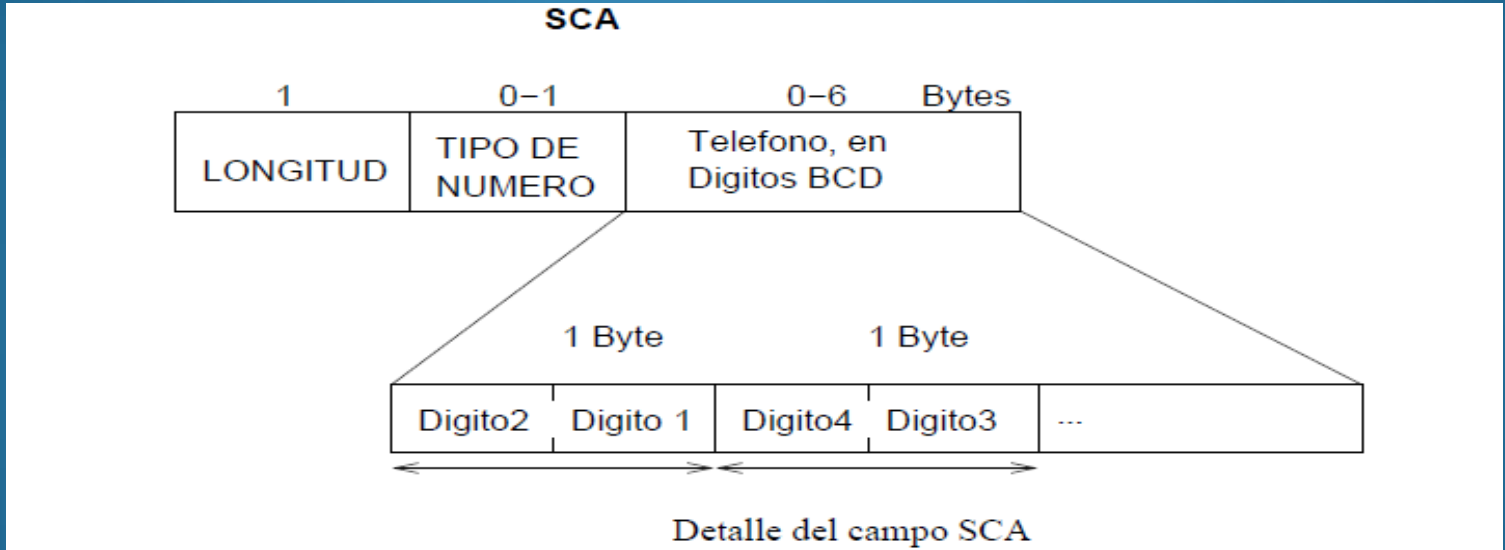 SCA
1 0–1 0–6 Bytes
LONGITUD
TIPO DE
NUMERO
Telefono, en
Digitos BCD
1 Byte 1 Byte
Digito2 Digito 1 Digito4 Digito3 ...
Detalle del campo SCA